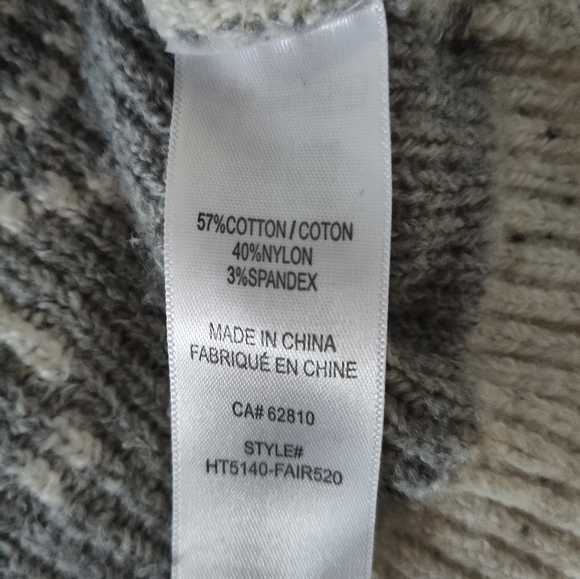 57%COTTON/COTON
40%NYLON
3%SPANDEX
MADE IN CHINA
FABRIQUÉ EN CHINE
CA# 62810
STYLE#
HT5140-FAIR520